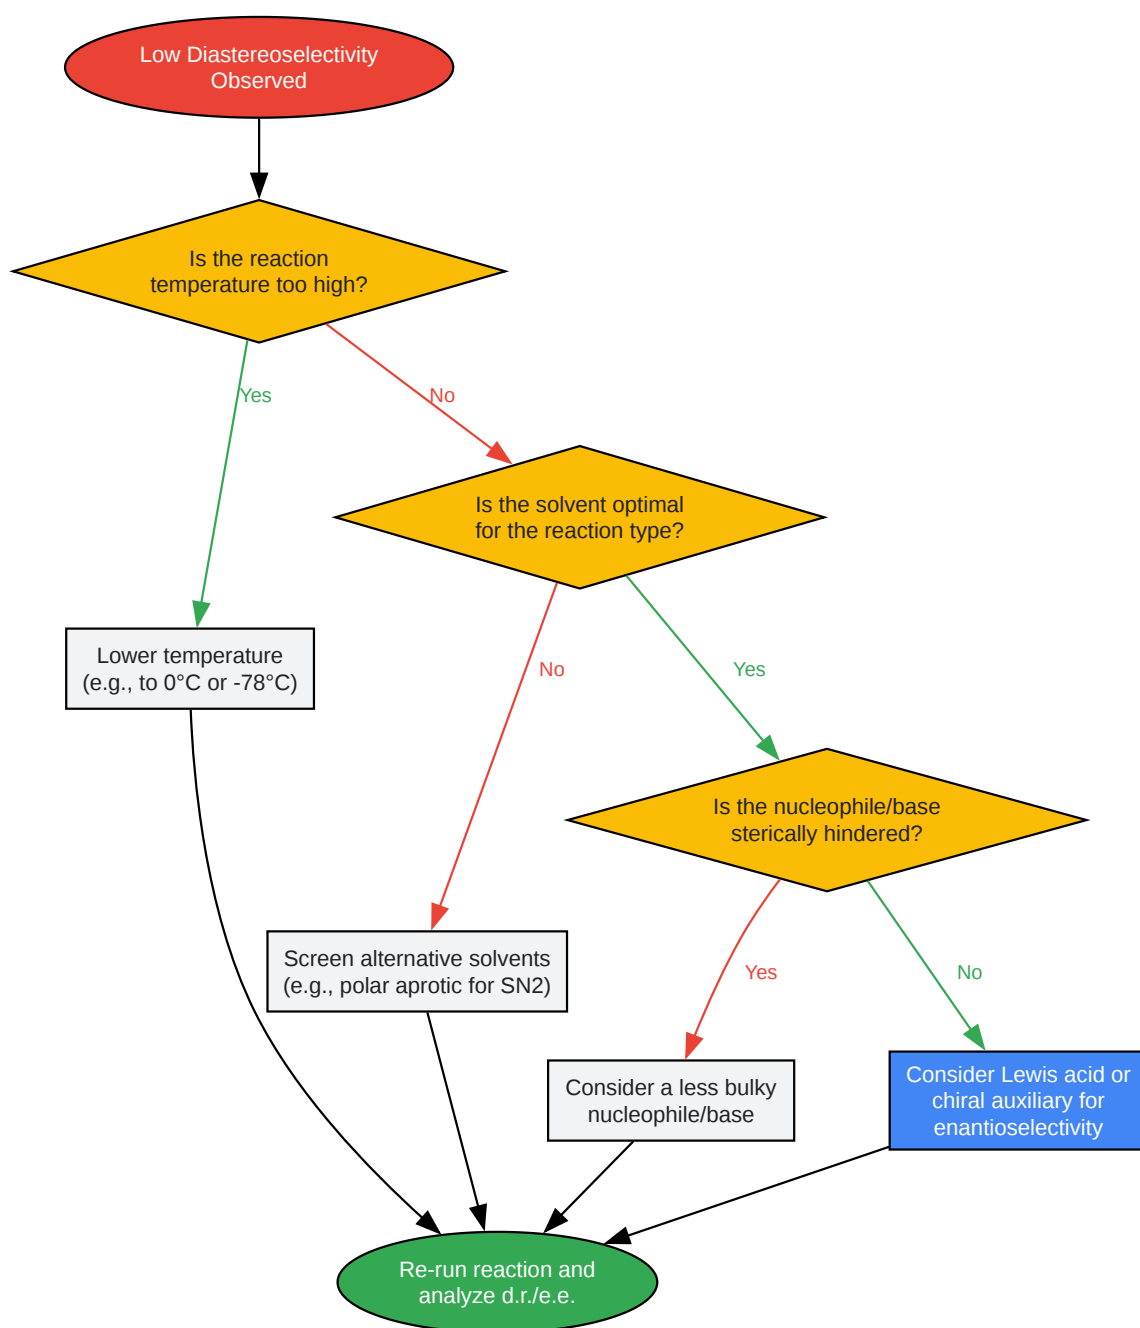 Low Diastereoselectivity
Observed
Is the reaction
temperature too high?
Yes
No
Is the solvent optimal
for the reaction type?
Lower temperature
(e.g., to 0°C or -78°C)
No
Yes
Is the nucleophile/base
sterically hindered?
Screen alternative solvents
(e.g., polar aprotic for SN2)
Yes
No
Consider a less bulky
nucleophile/base
Consider Lewis acid or
chiral auxiliary for
enantioselectivity
Re-run reaction and
analyze d.r./e.e.